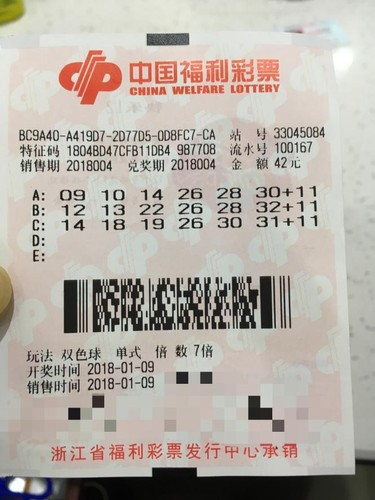 中国福利彩票
CHINA WELFARE LOTTERY
BC9A40-A419D7-2D77D5-0D8FC7-CA 站 号 33045084
特征码 1804BD47CFB11DB4 987708 流水号 100167
销售期 2018004 兑奖期 2018004 金 额 42元
A: 09 10 14 26 28 30+11
B: 12 13 22 26 28 32+11
C: 14 18 19 26 30 31+11
D:
E:
玩法 双色球 单式 倍 数 7倍
开奖时间 2018-01-09
销售时间 2018-01-09
浙江省福利彩票发行中心承销